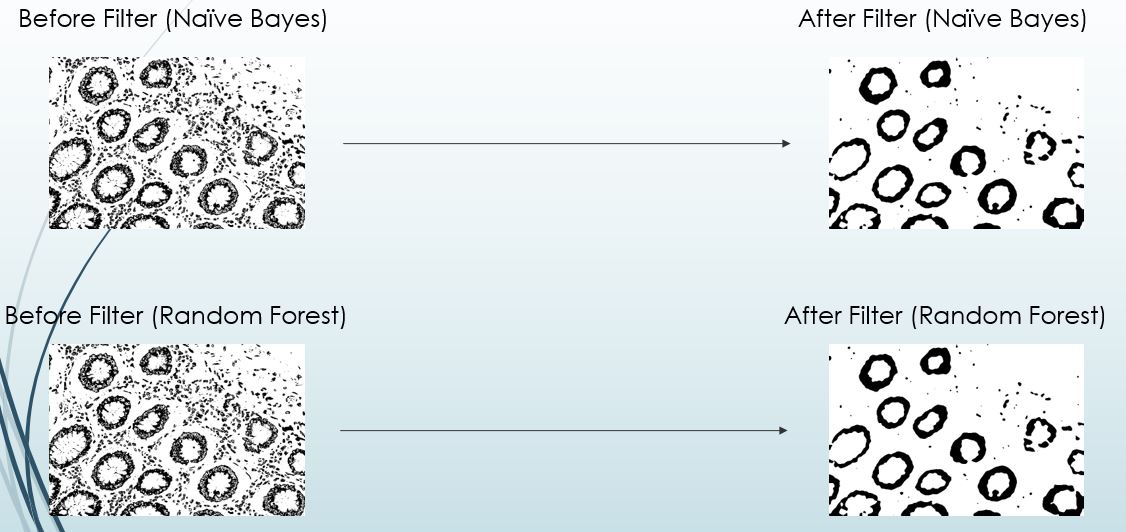 Before Filter (Naïve Bayes)
After Filter (Naïve Bayes)
Before Filter (Random Forest)
After Filter (Random Forest)